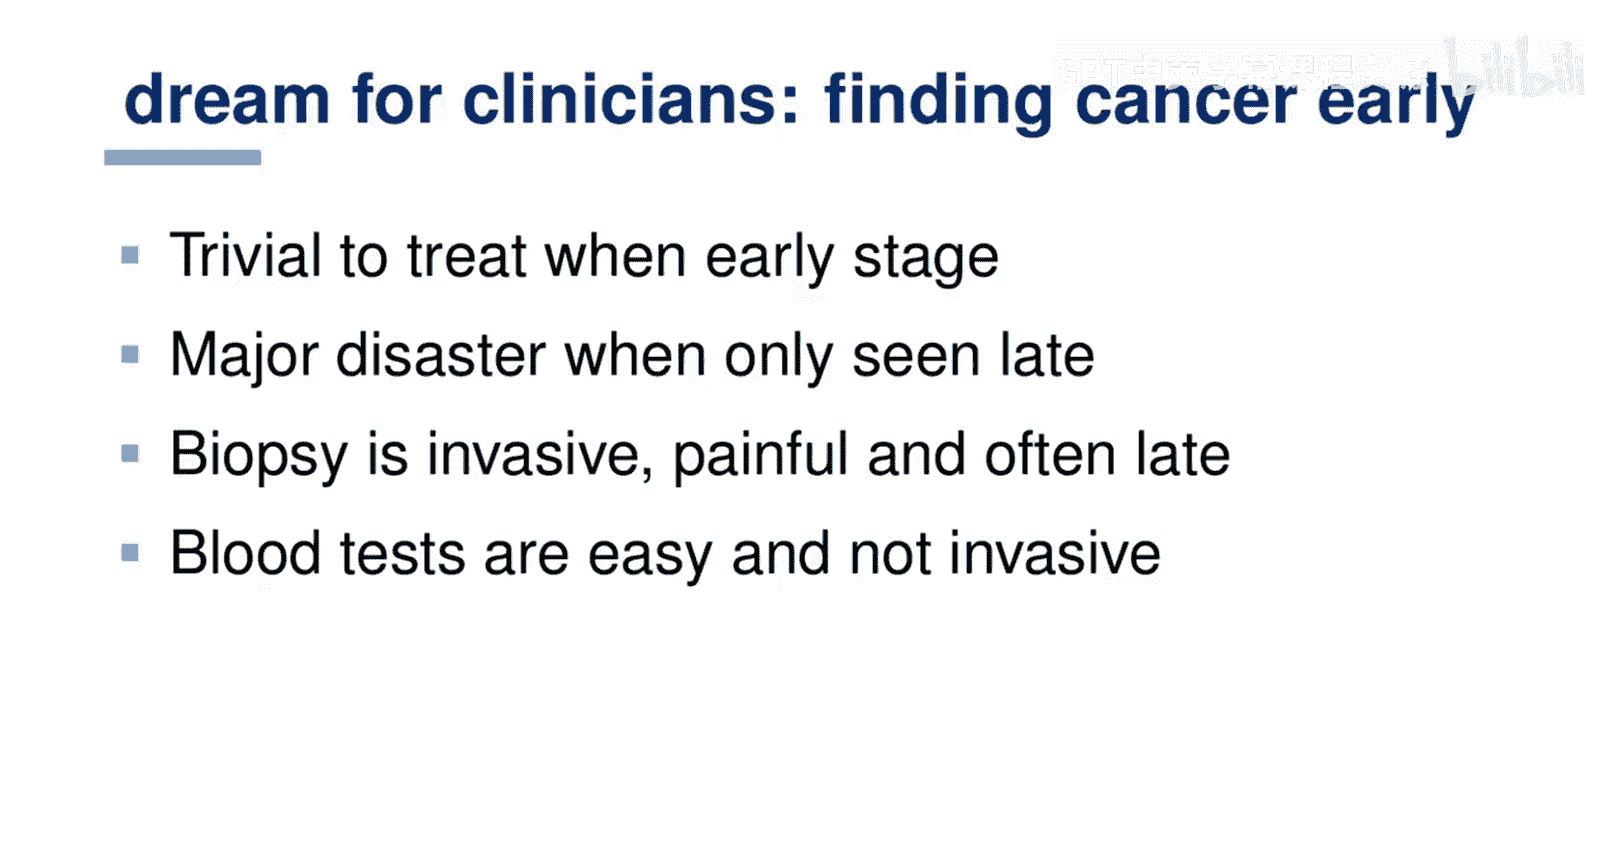 dream for clinicians: finding cancer early
Trivial to treat when early stage
Major disaster when only seen late
Biopsy is invasive, painful and often late
Blood tests are easy and not invasive
bilibili